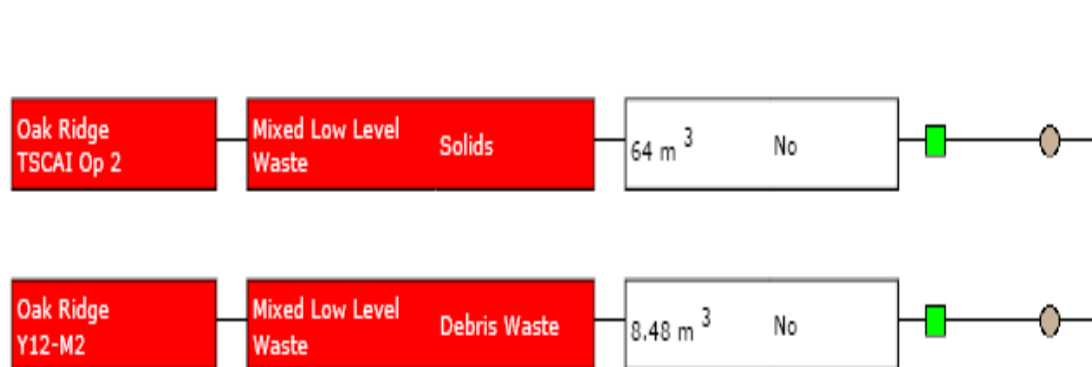 Oak Ridge
TSCAI Op 2
Mixed Low Level
Waste
Solids
64 m 3
No
Oak Ridge
Y12-M2
Mixed Low Level
Waste
Debris Waste
8.48 m 3
No